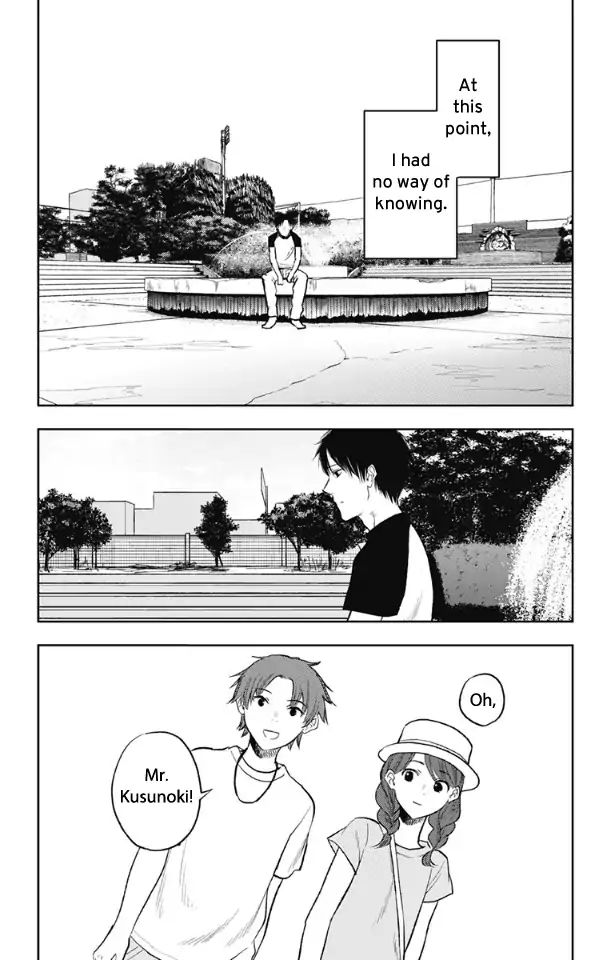 At
this
point,
I had
no way of
knowing.
Oh,
Mr.
Kusunoki!